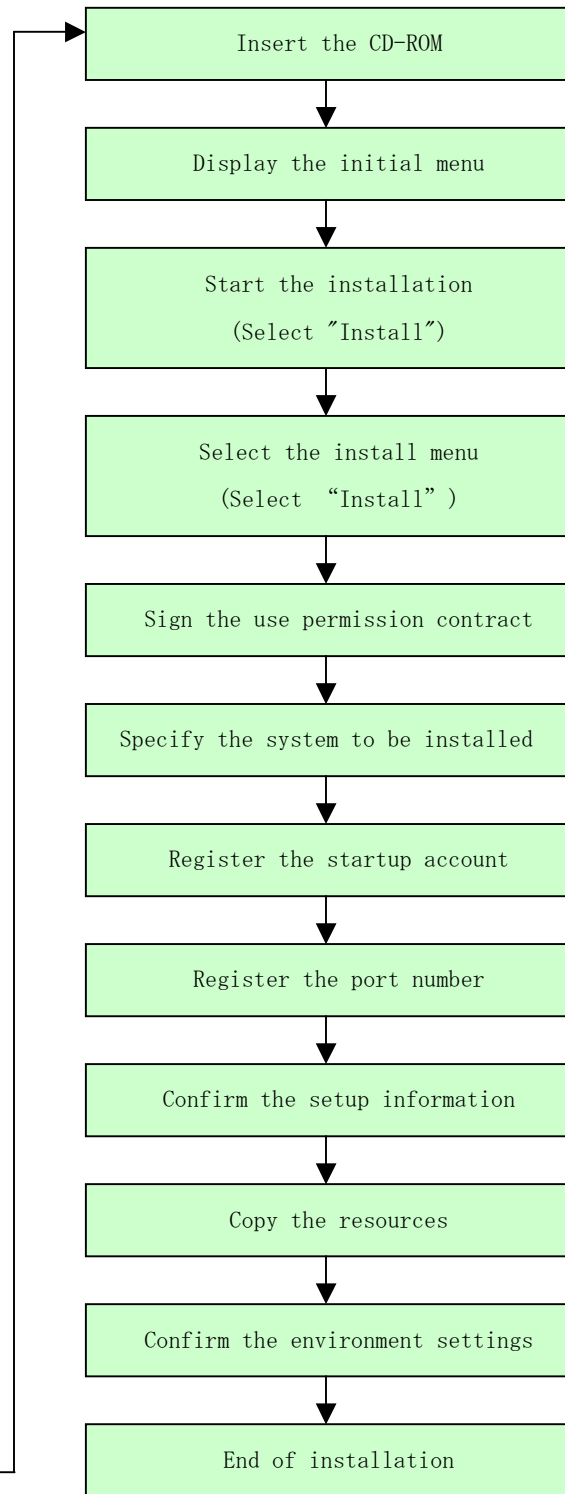 Insert the CD-ROM
Display the initial menu
Start the installation
(Select "Install")
Select the install menu
(Select “Install”)
Sign the use permission contract
Specify the system to be installed
Register the startup account
Register the port number
Confirm the setup information
Copy the resources
Confirm the environment settings
End of installation